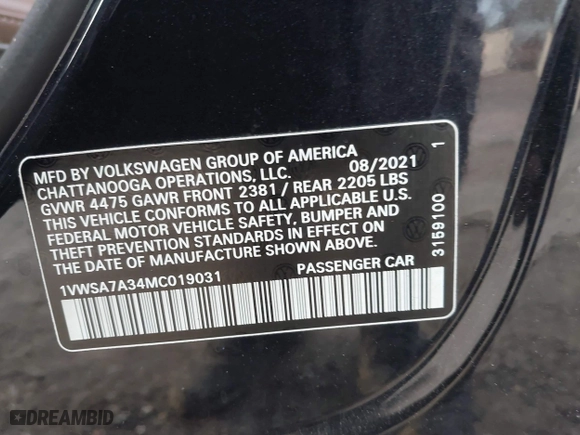 MFD BY VOLKSWAGEN GROUP OF AMERICA
CHATTANOOGA OPERATIONS, LLC. 08/2021
GVWR 4475 GAWR FRONT 2381 / REAR 2205 LBS
THIS VEHICLE CONFORMS TO ALL APPLICABLE U.S.
FEDERAL MOTOR VEHICLE SAFETY, BUMPER AND
THEFT PREVENTION STANDARDS IN EFFECT ON
THE DATE OF MANUFACTURE SHOWN ABOVE.
1VWSA7A34MC019031 PASSENGER CAR
3159100 1
DREAMBID